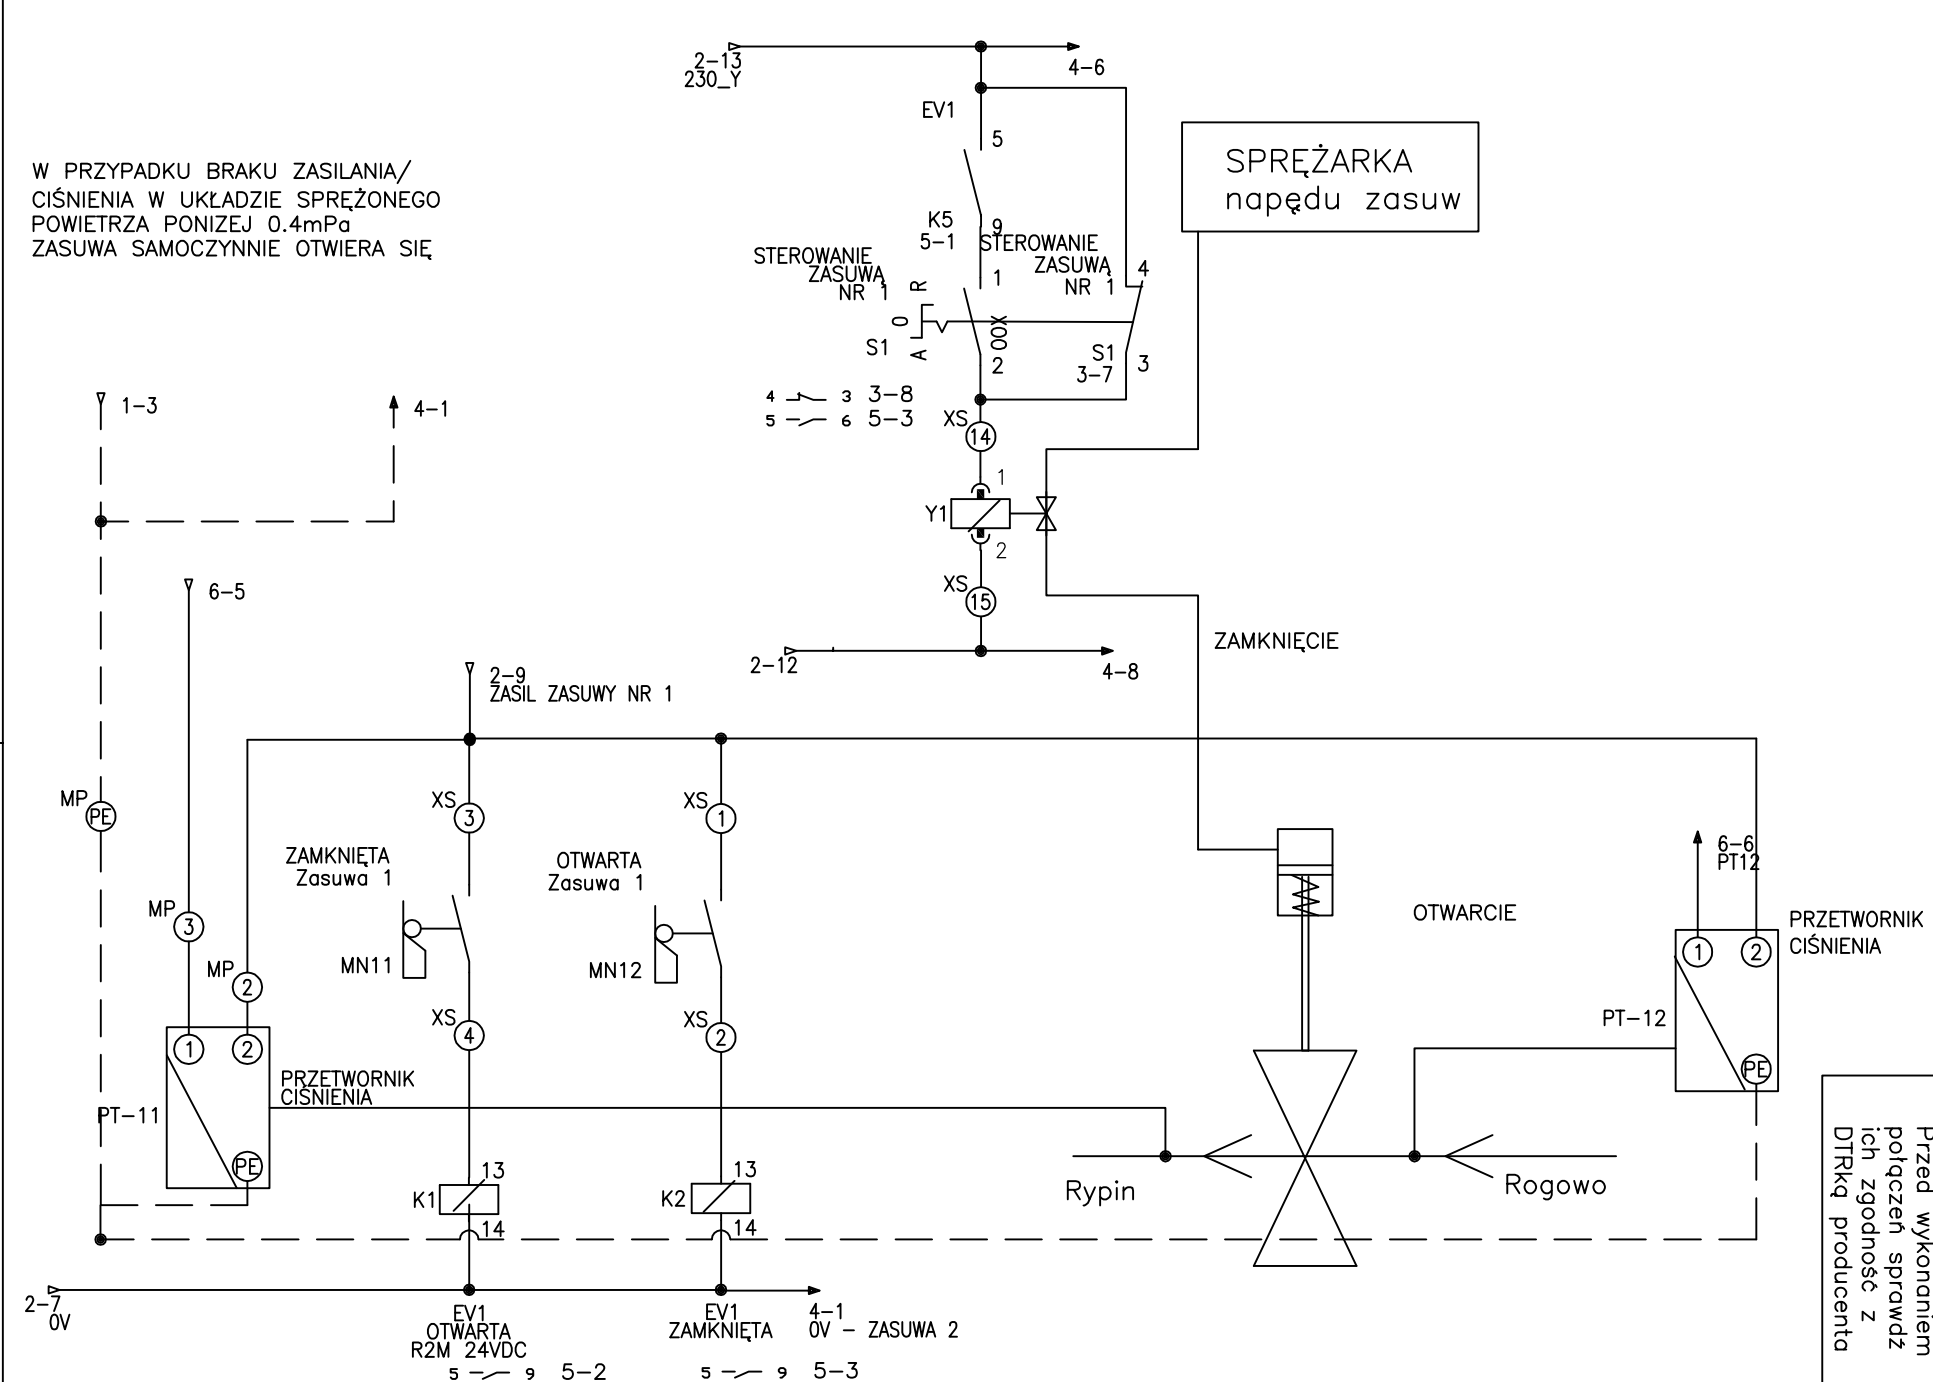 2-13
230_Y
4-6
EV1
5
K5
5-1
9
STEROWANIE
ZASUWĄ
NR 1
STEROWANIE
ZASUWĄ
NR 1
R
0
A
S1
1
00X
2
4
S1
3-7
3
4 3 3-8
5 6 5-3
SPRĘŻARKA
napędu zasuw
W PRZYPADKU BRAKU ZASILANIA/
CIŚNIENIA W UKŁADZIE SPRĘŻONEGO
POWIETRZA PONIZEJ 0.4mPa
ZASUWA SAMOCZYNNIE OTWIERA SIĘ
1-3
4-1
XS
14
1
Y1
2
XS
15
2-12
4-8
6-5
2-9
ZASIL ZASUWY NR 1
ZAMKNIĘCIE
MP
PE
MP
3
MP
2
1
2
PE
PT-11
PRZETWORNIK
CIŚNIENIA
XS
3
ZAMKNIĘTA
Zasuwa 1
MN11
XS
4
XS
1
OTWARTA
Zasuwa 1
MN12
XS
2
13
K1
14
13
K2
14
OTWARCIE
6-6
PT12
1
2
PRZETWORNIK
CIŚNIENIA
PT-12
PE
Rypin
Rogowo
Przed wykonaniem
połączeń sprawdź
ich zgodność z
DTRką producenta
2-7
0V
EV1
OTWARTA
R2M 24VDC
5 9 5-2
EV1
ZAMKNIĘTA
5 9 5-3
4-1
0V - ZASUWA 2